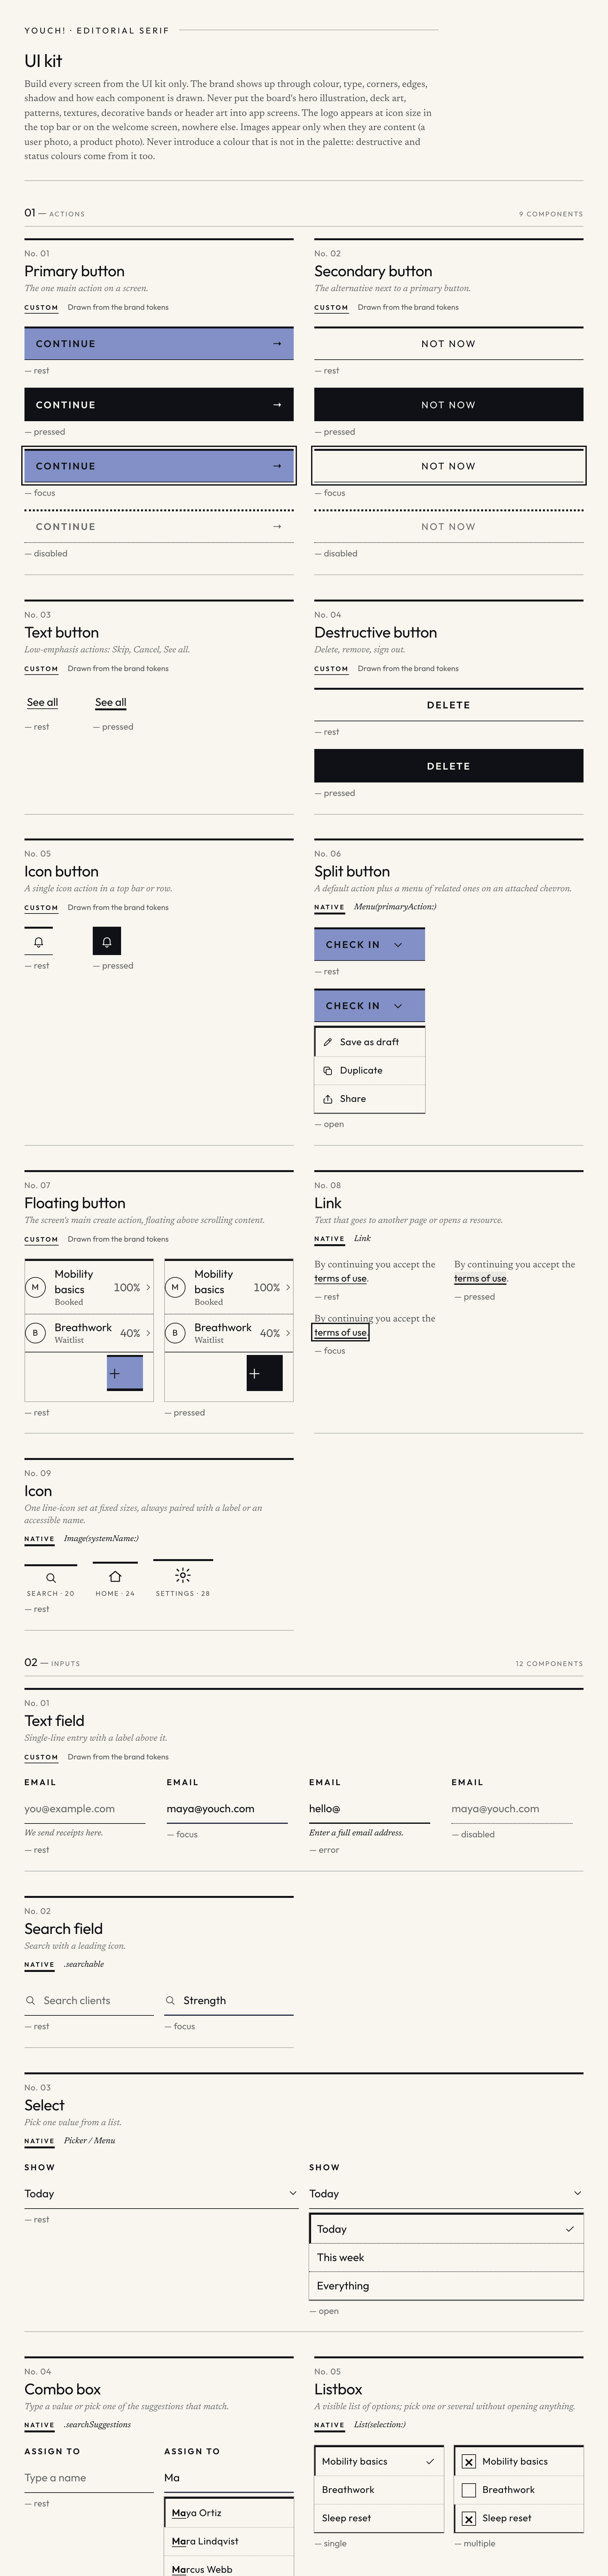 YOUCH! · EDITORIAL SERIF
UI kit
Build every screen from the UI kit only. The brand shows up through colour, type, corners, edges,
shadow and how each component is drawn. Never put the board's hero illustration, deck art,
patterns, textures, decorative bands or header art into app screens. The logo appears at icon size in
the top bar or on the welcome screen, nowhere else. Images appear only when they are content (a
user photo, a product photo). Never introduce a colour that is not in the palette: destructive and
status colours come from it too.
01 — ACTIONS
9 COMPONENTS
No. 01
Primary button
The one main action on a screen.
CUSTOM Drawn from the brand tokens
CONTINUE →
— rest
CONTINUE →
— pressed
CONTINUE →
— focus
CONTINUE →
— disabled
No. 02
Secondary button
The alternative next to a primary button.
CUSTOM Drawn from the brand tokens
NOT NOW
— rest
NOT NOW
— pressed
NOT NOW
— focus
NOT NOW
— disabled
No. 03
Text button
Low-emphasis actions: Skip, Cancel, See all.
CUSTOM Drawn from the brand tokens
See all
— rest
See all
— pressed
No. 04
Destructive button
Delete, remove, sign out.
CUSTOM Drawn from the brand tokens
DELETE
— rest
DELETE
— pressed
No. 05
Icon button
A single icon action in a top bar or row.
CUSTOM Drawn from the brand tokens
— rest
— pressed
No. 06
Split button
A default action plus a menu of related ones on an attached chevron.
NATIVE Menu(primaryAction:)
CHECK IN
— rest
CHECK IN
Save as draft
Duplicate
Share
— open
No. 07
Floating button
The screen's main create action, floating above scrolling content.
CUSTOM Drawn from the brand tokens
M
Mobility
basics
Booked
100%
B
Breathwork
Waitlist
40%
— rest
M
Mobility
basics
Booked
100%
B
Breathwork
Waitlist
40%
— pressed
No. 08
Link
Text that goes to another page or opens a resource.
NATIVE Link
By continuing you accept the
terms of use.
— rest
By continuing you accept the
terms of use.
— pressed
By continuing you accept the
terms of use.
— focus
No. 09
Icon
One line-icon set at fixed sizes, always paired with a label or an
accessible name.
NATIVE Image(systemName:)
SEARCH · 20
HOME · 24
SETTINGS · 28
— rest
02 — INPUTS
12 COMPONENTS
No. 01
Text field
Single-line entry with a label above it.
CUSTOM Drawn from the brand tokens
EMAIL
you@example.com
We send receipts here.
— rest
EMAIL
maya@youch.com
— focus
EMAIL
hello@
Enter a full email address.
— error
EMAIL
maya@youch.com
— disabled
No. 02
Search field
Search with a leading icon.
NATIVE .searchable
Search clients
— rest
Strength
— focus
No. 03
Select
Pick one value from a list.
NATIVE Picker / Menu
SHOW
Today
— rest
SHOW
Today
Today
This week
Everything
— open
No. 04
Combo box
Type a value or pick one of the suggestions that match.
NATIVE .searchSuggestions
ASSIGN TO
Type a name
— rest
ASSIGN TO
Ma
Maya Ortiz
Mara Lindqvist
Marcus Webb
No. 05
Listbox
A visible list of options; pick one or several without opening anything.
NATIVE List(selection:)
Mobility basics
Breathwork
Sleep reset
— single
Mobility basics
Breathwork
Sleep reset
— multiple